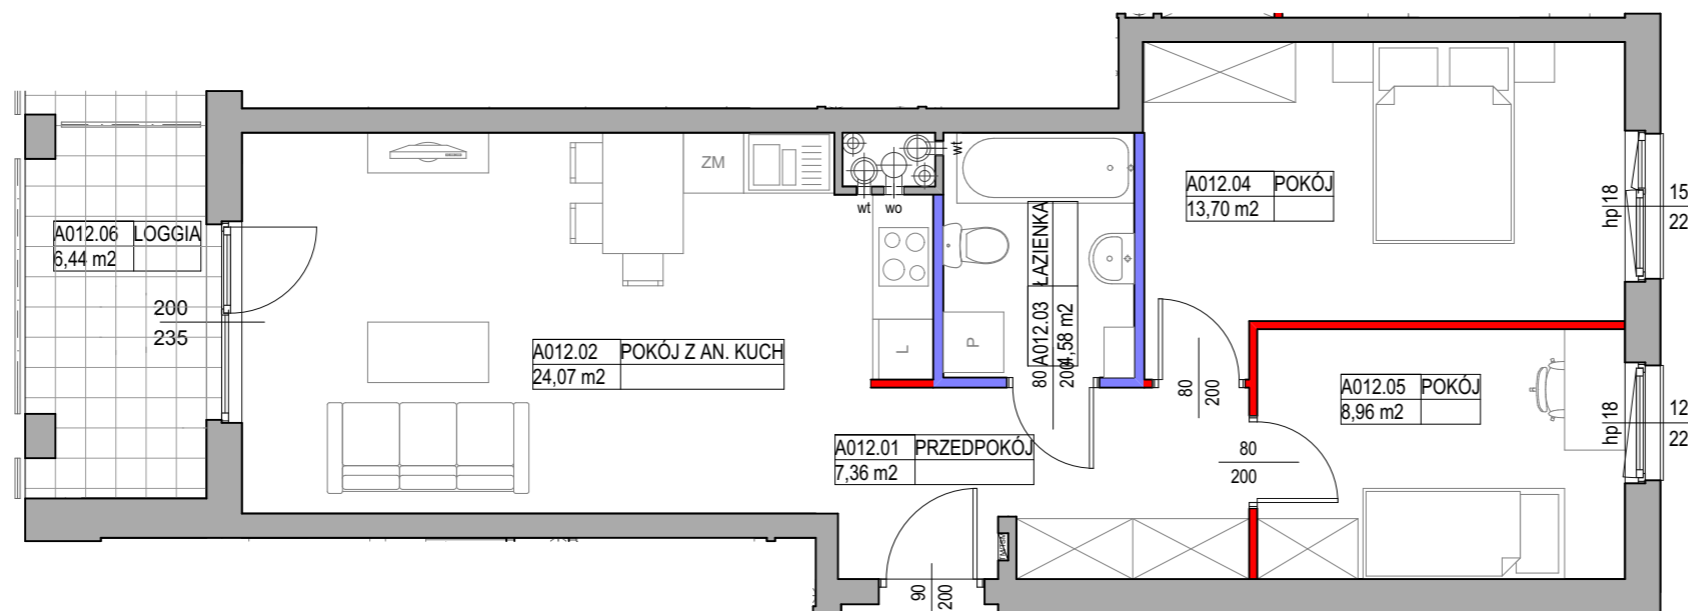 A012.06 LOGGIA
6,44 m2
200
235
ZM
wt
wo
wt
A012.02 POKÓJ Z AN. KUCH
24,07 m2
L
P
A012.03 ŁAZIENKA
4,58 m2
80
200
A012.01 PRZEDPOKÓJ
7,36 m2
90
200
A012.04 POKÓJ
13,70 m2
80
200
hp18
15
22
A012.05 POKÓJ
8,96 m2
80
200
hp18
12
22